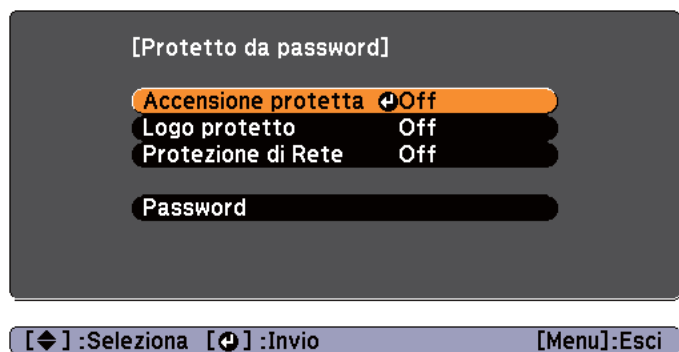 [Protetto da password]
Accensione protetta Off
Logo protetto Off
Protezione di Rete Off
Password
[◆] :Seleziona [↵] :Invio [Menu]:Esci